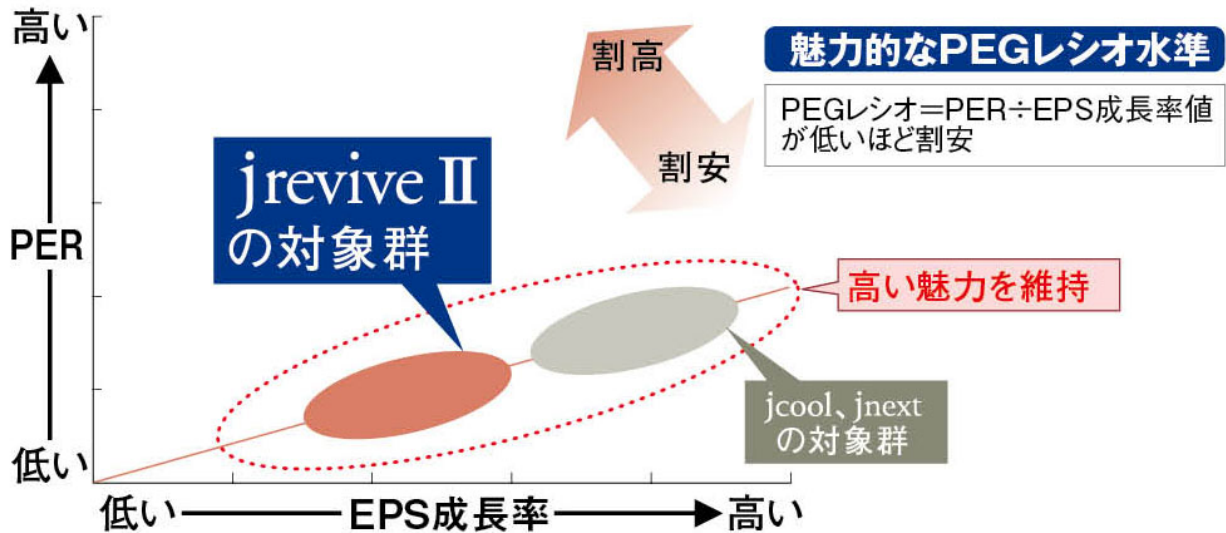 高い
PER
低い
低い
EPS成長率
高い
割高
割安
魅力的なPEGレシオ水準
PEGレシオ=PER÷EPS成長率値
が低いほど割安
jrevive Ⅱ
の対象群
高い魅力を維持
jcool、jnext
の対象群